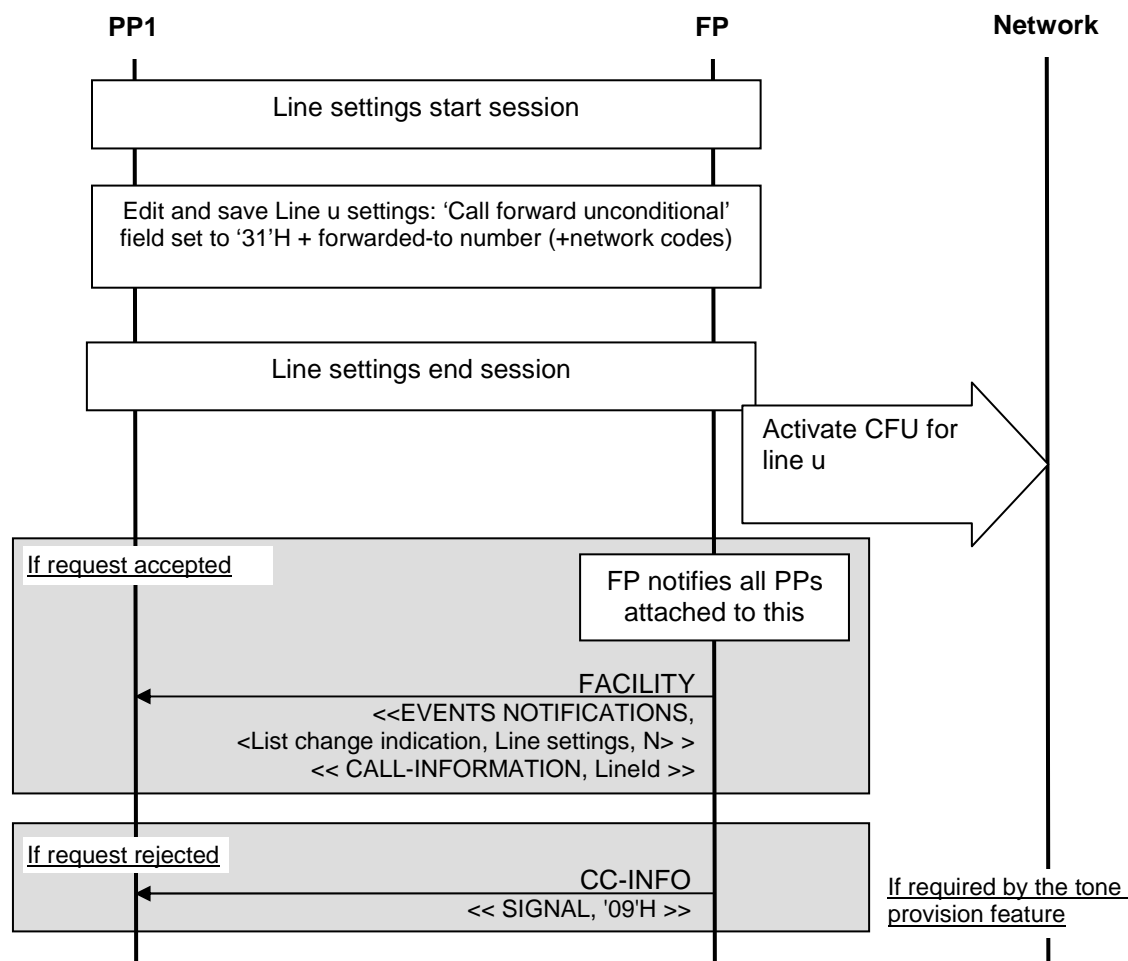 PP1
FP
Network
Line settings start session
Edit and save Line u settings: ‘Call forward unconditional’
field set to ‘31’H + forwarded-to number (+network codes)
Line settings end session
Activate CFU for
line u
If request accepted
FP notifies all PPs
attached to this
FACILITY
<<EVENTS NOTIFICATIONS,
<List change indication, Line settings, N> >
<< CALL-INFORMATION, LineId >>
If request rejected
CC-INFO
<< SIGNAL, '09'H >>
If required by the tone
provision feature